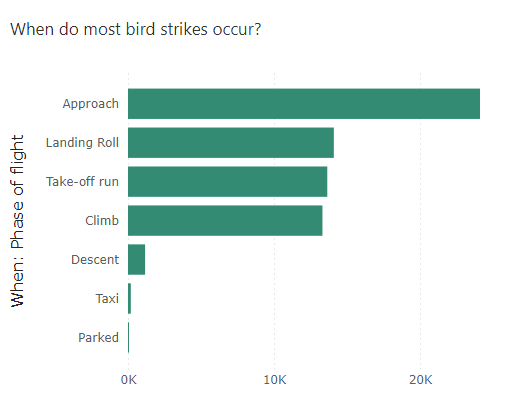 When do most bird strikes occur?
When: Phase of flight
Approach
Landing Roll
Take-off run
Climb
Descent
Taxi
Parked
0K 10K 20K